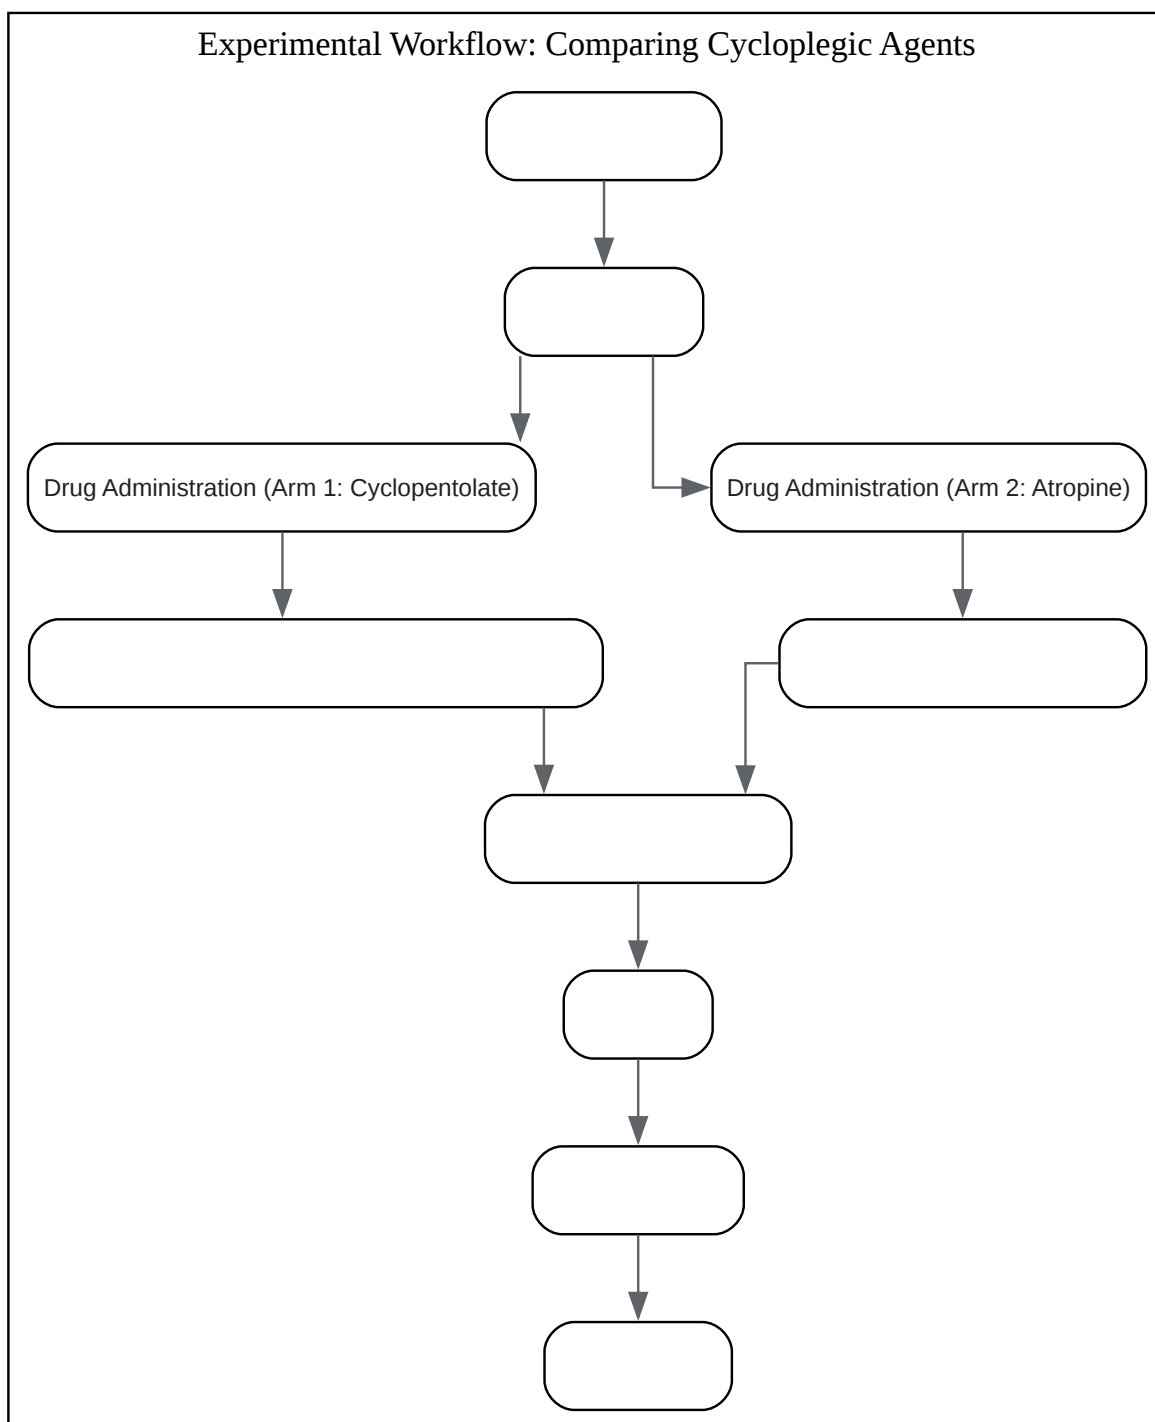 Experimental Workflow: Comparing Cycloplegic Agents
Drug Administration (Arm 1: Cyclopentolate)
Drug Administration (Arm 2: Atropine)